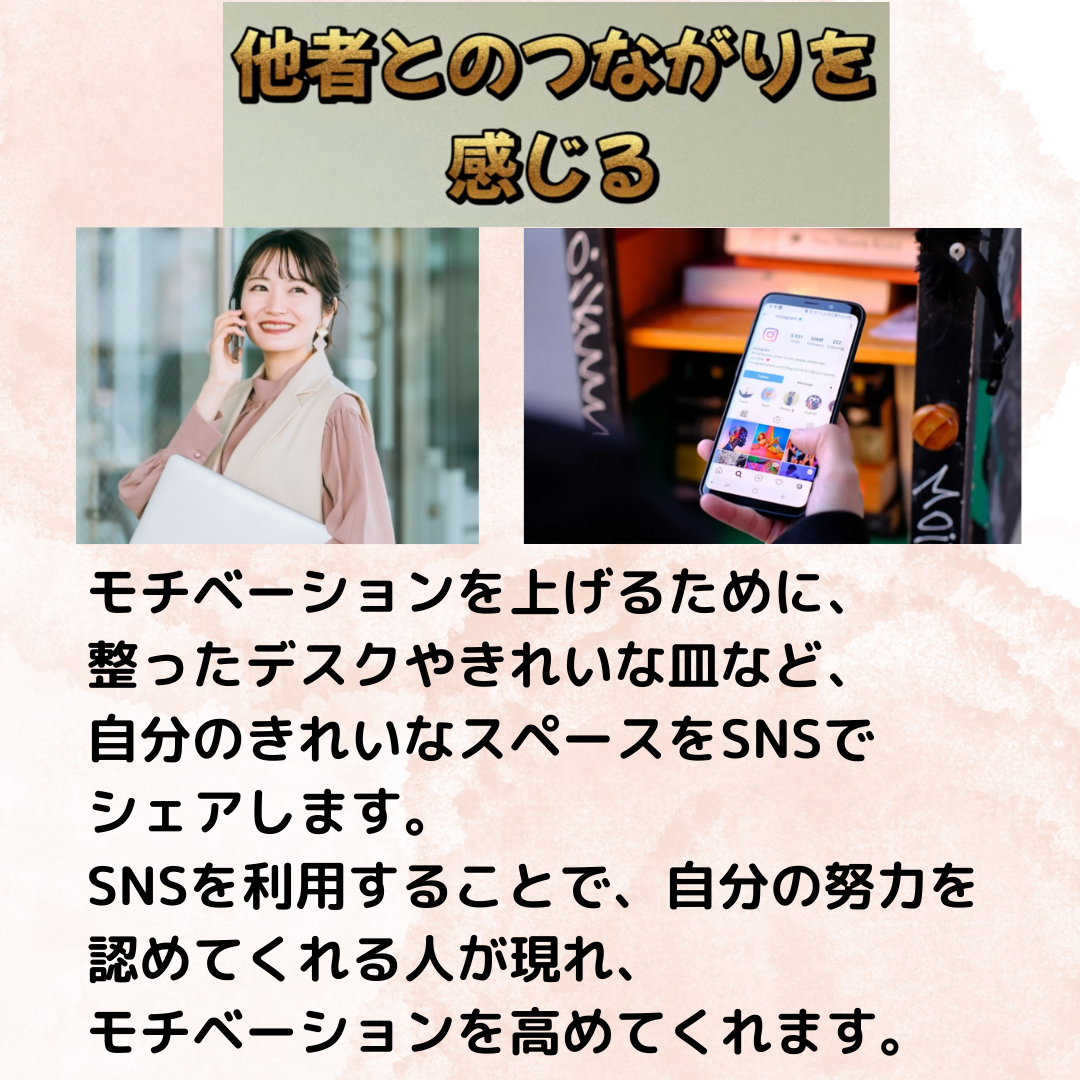 他者とのつながりを
感じる
Instagram
モチベーションを上げるために、
整ったデスクやきれいな皿など、
自分のきれいなスペースをSNSで
シェアします。
SNSを利用することで、自分の努力を
認めてくれる人が現れ、
モチベーションを高めてくれます。